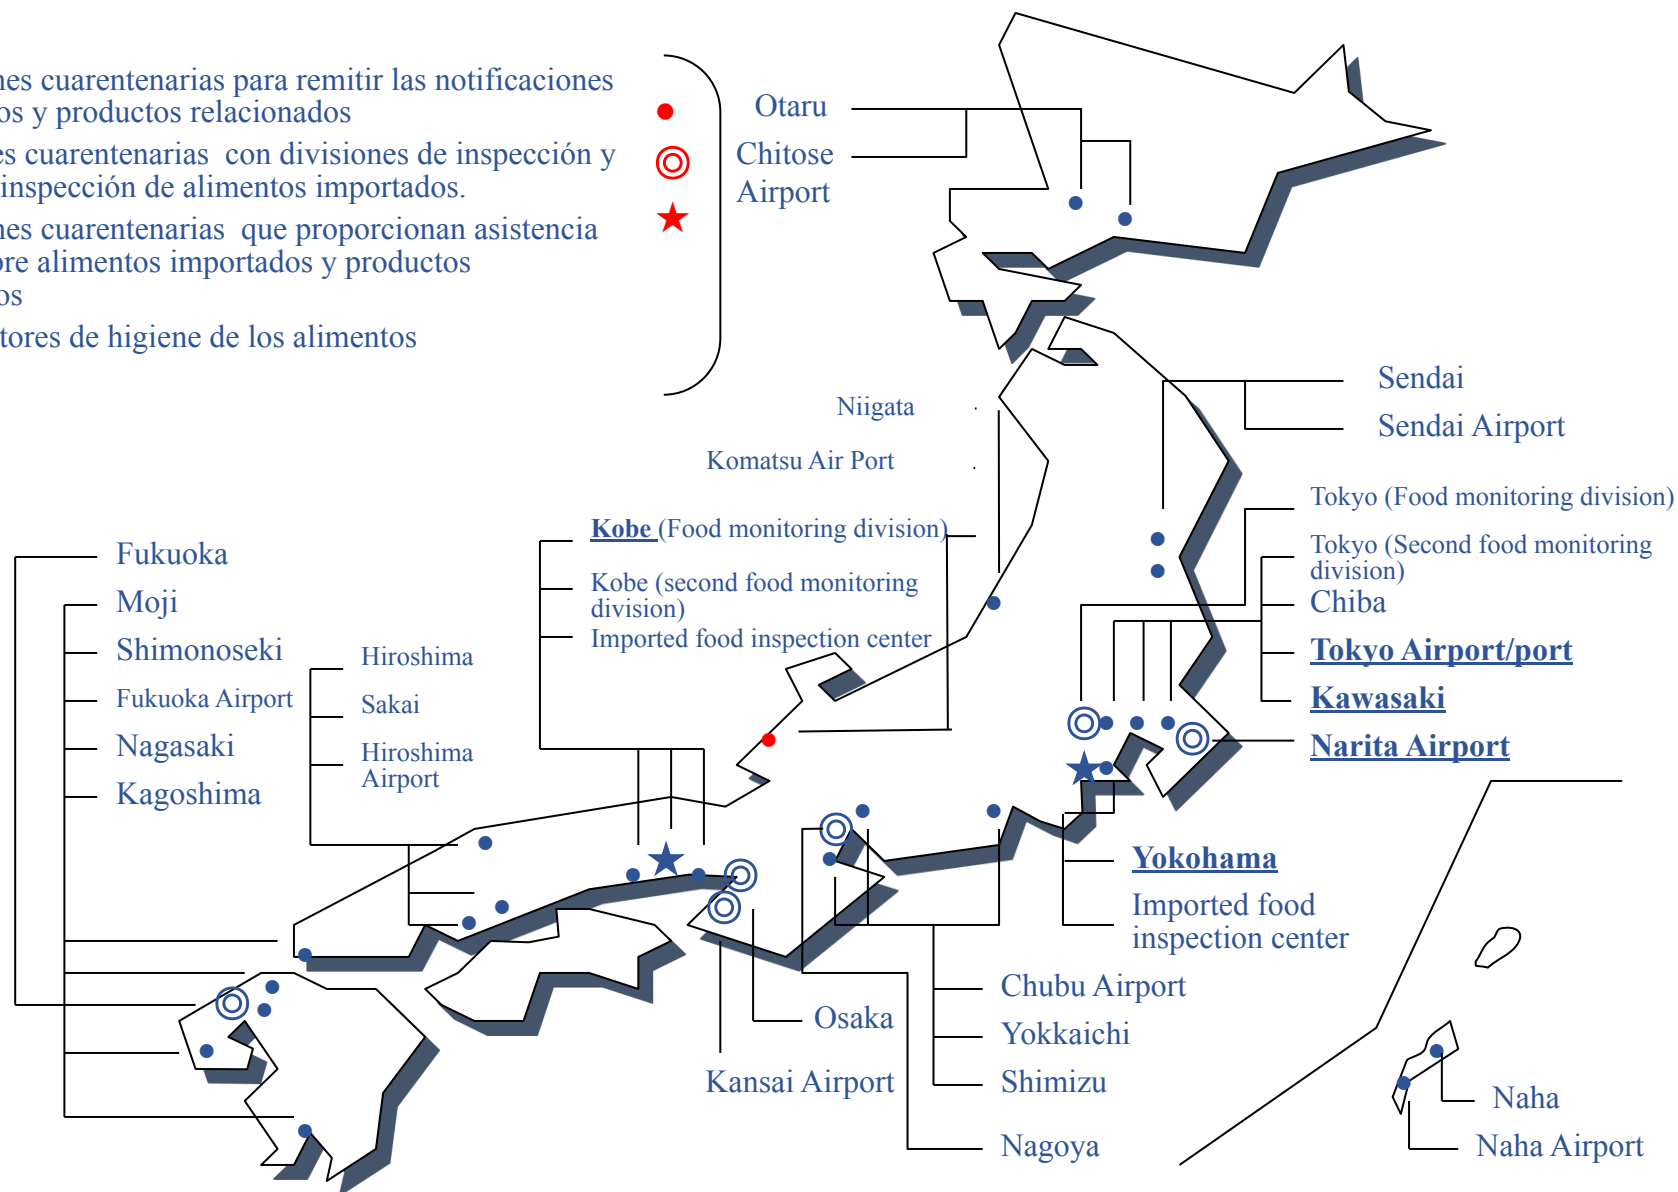 nes cuarentenarias para remitir las notificaciones
os y productos relacionados
es cuarentenarias con divisiones de inspección y
inspección de alimentos importados.
nes cuarentenarias que proporcionan asistencia
bre alimentos importados y productos
os
tores de higiene de los alimentos
Otaru
Chitose
Airport
Niigata
Komatsu Air Port
Sendai
Sendai Airport
Kobe (Food monitoring division)
Kobe (second food monitoring
division)
Imported food inspection center
Tokyo (Food monitoring division)
Tokyo (Second food monitoring
division)
Chiba
Tokyo Airport/port
Kawasaki
Narita Airport
Fukuoka
Moji
Shimonoseki
Fukuoka Airport
Nagasaki
Kagoshima
Hiroshima
Sakai
Hiroshima
Airport
Yokohama
Imported food
inspection center
Osaka
Kansai Airport
Chubu Airport
Yokkaichi
Shimizu
Nagoya
Naha
Naha Airport